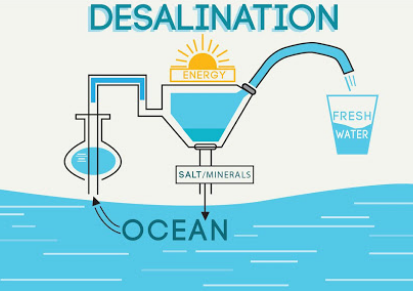 DESALINATION
ENERGY
FRESH
WATER
SALT/MINERALS
OCEAN